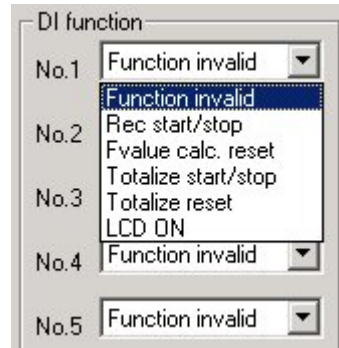 DI function
No.1 Function invalid
Function invalid
No.2 Rec start/stop
Fvalue calc. reset
Totalize start/stop
No.3 Totalize reset
LCD ON
No.4 Function invalid
No.5 Function invalid